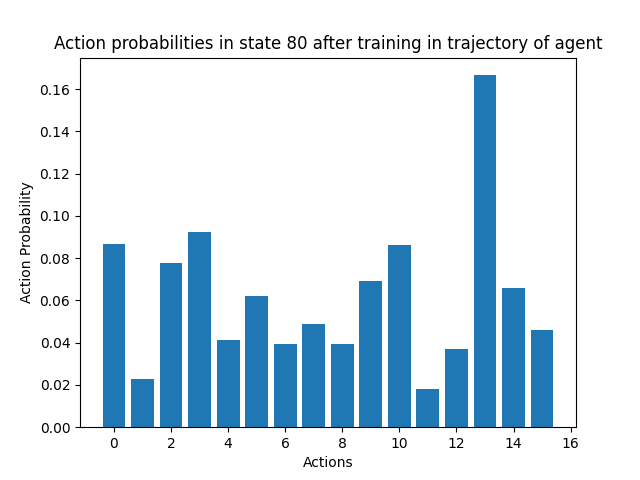 Action probabilities in state 80 after training in trajectory of agent
0.16
0.14
0.12
0.10
0.08
0.06
0.04
0.02
0.00
Action Probability
0 2 4 6 8 10 12 14 16
Actions